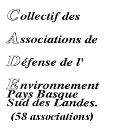 Collectif des
Associations de
Défense de l'
Environnement
Pays Basque
Sud des Landes.
(58 associations)